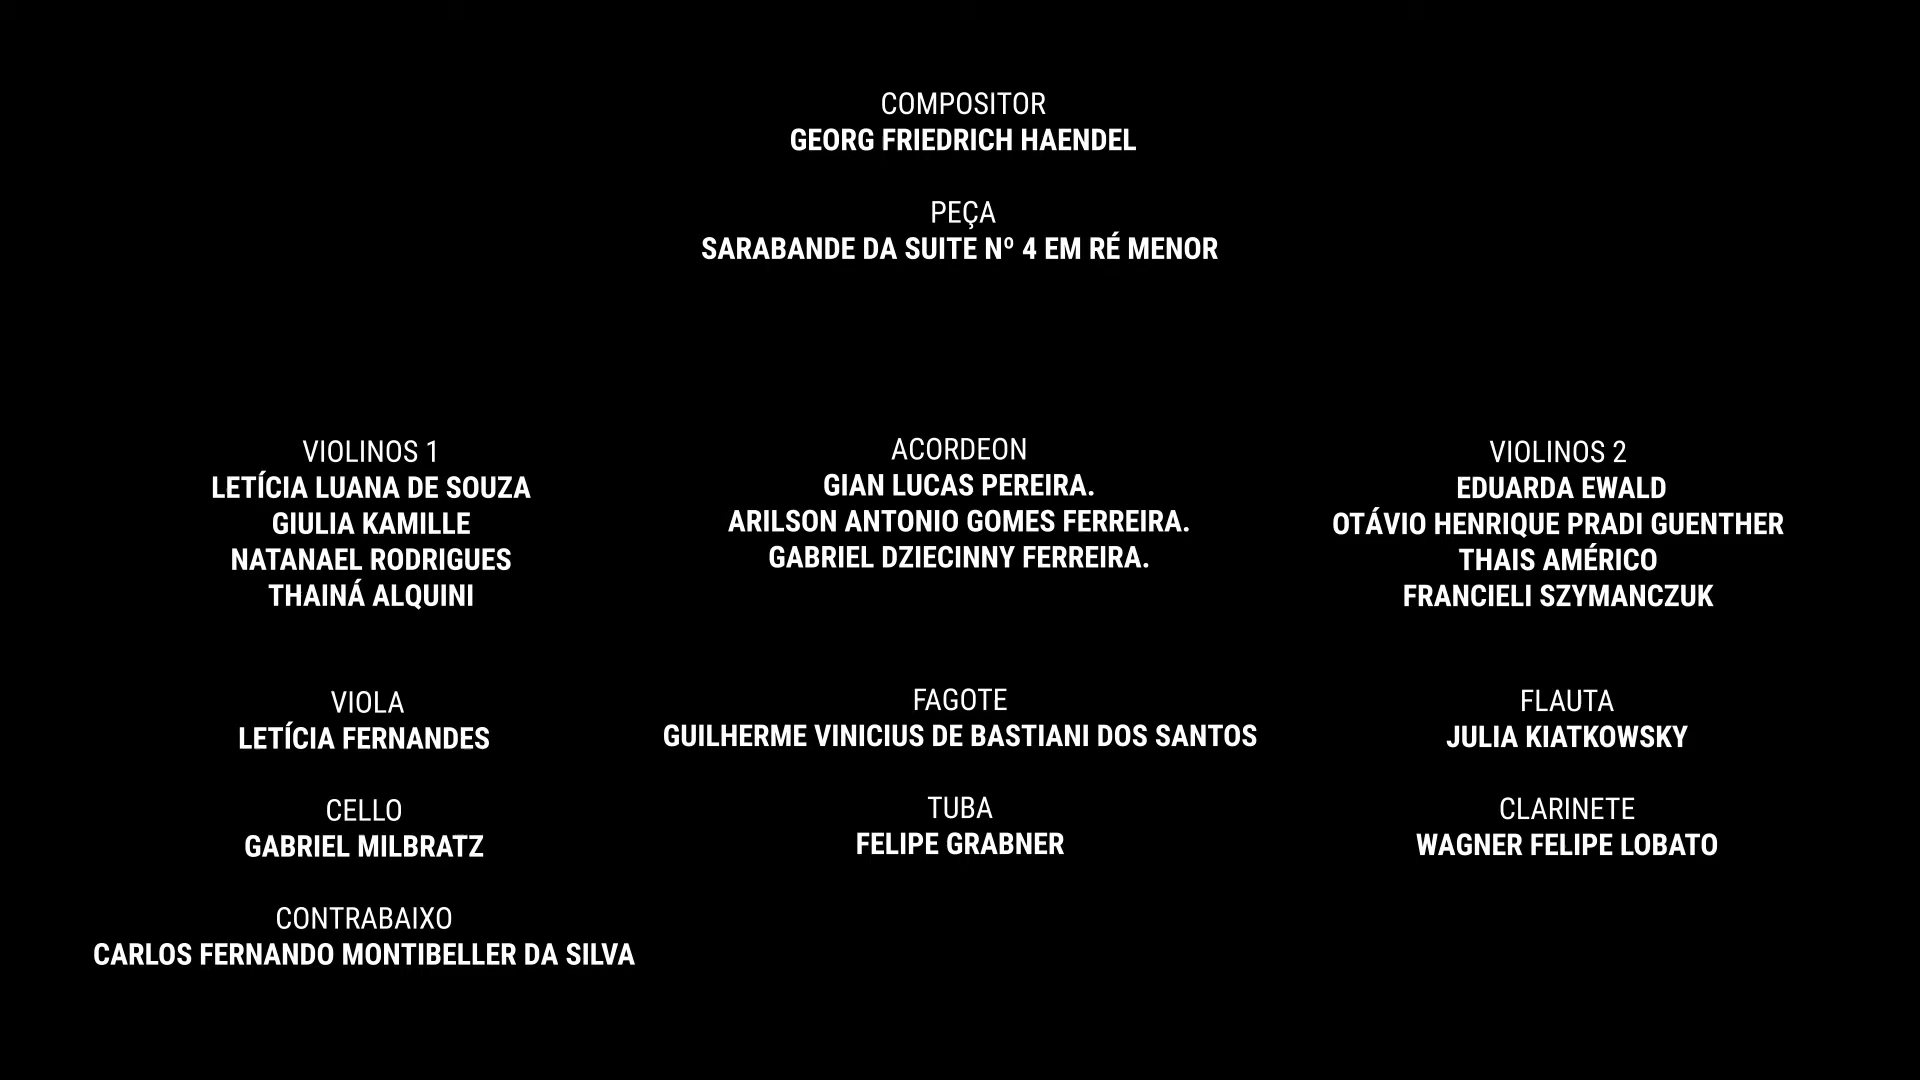 COMPOSITOR
GEORG FRIEDRICH HAENDEL
PEÇA
SARABANDE DA SUITE Nº 4 EM RÉ MENOR
VIOLINOS 1
LETÍCIA LUANA DE SOUZA
GIULIA KAMILLE
NATANAEL RODRIGUES
THAINÁ ALQUINI
ACORDEON
GIAN LUCAS PEREIRA.
ARILSON ANTONIO GOMES FERREIRA.
GABRIEL DZIECINNY FERREIRA.
VIOLINOS 2
EDUARDA EWALD
OTÁVIO HENRIQUE PRADI GUENTHER
THAIS AMÉRICO
FRANCIELI SZYMANCZUK
VIOLA
LETÍCIA FERNANDES
CELLO
GABRIEL MILBRATZ
CONTRABAIXO
CARLOS FERNANDO MONTIBELLER DA SILVA
FAGOTE
GUILHERME VINICIUS DE BASTIANI DOS SANTOS
TUBA
FELIPE GRABNER
FLAUTA
JULIA KIATKOWSKY
CLARINETE
WAGNER FELIPE LOBATO